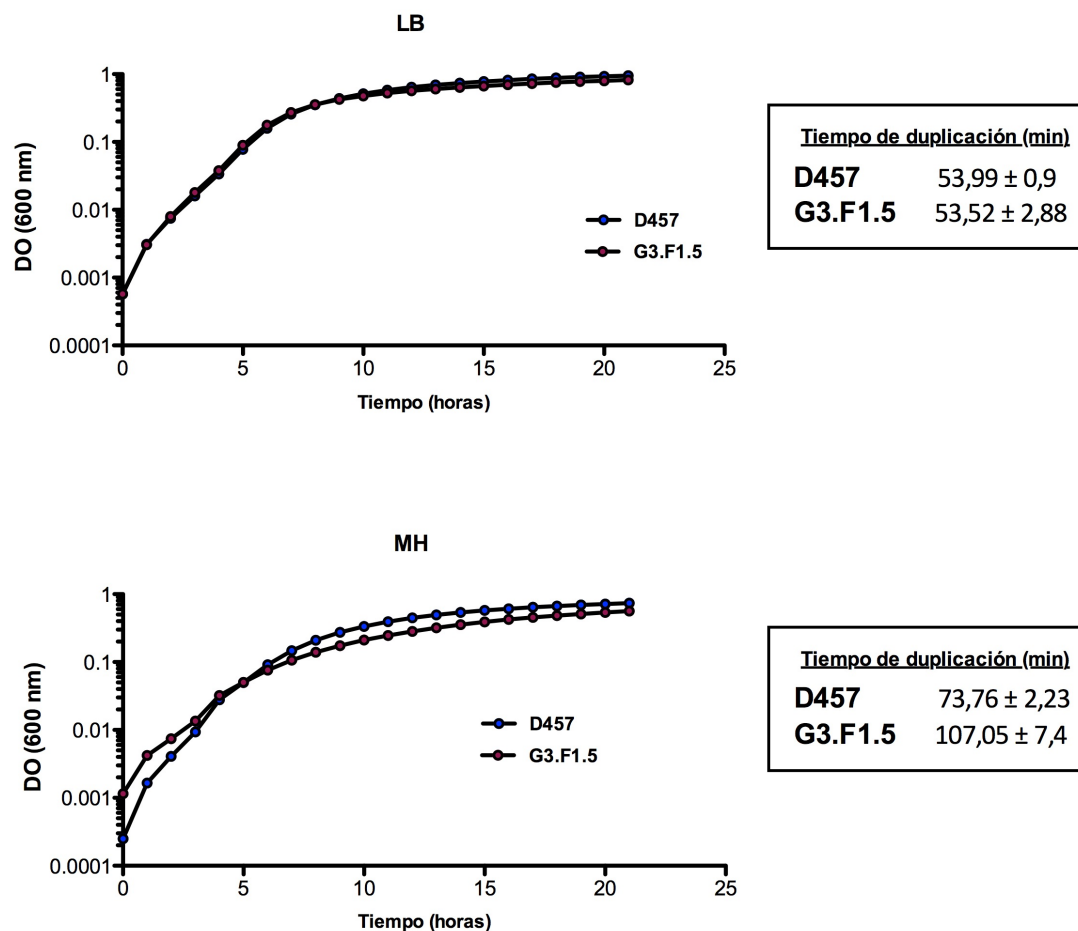 LB
1
0.1
0.01
0.001
0.0001
DO (600 nm)
0 5 10 15 20 25
Tiempo (horas)
D457
G3.F1.5
Tiempo de duplicación (min)
D457 53,99 ± 0,9
G3.F1.5 53,52 ± 2,88
MH
1
0.1
0.01
0.001
0.0001
DO (600 nm)
0 5 10 15 20 25
Tiempo (horas)
D457
G3.F1.5
Tiempo de duplicación (min)
D457 73,76 ± 2,23
G3.F1.5 107,05 ± 7,4